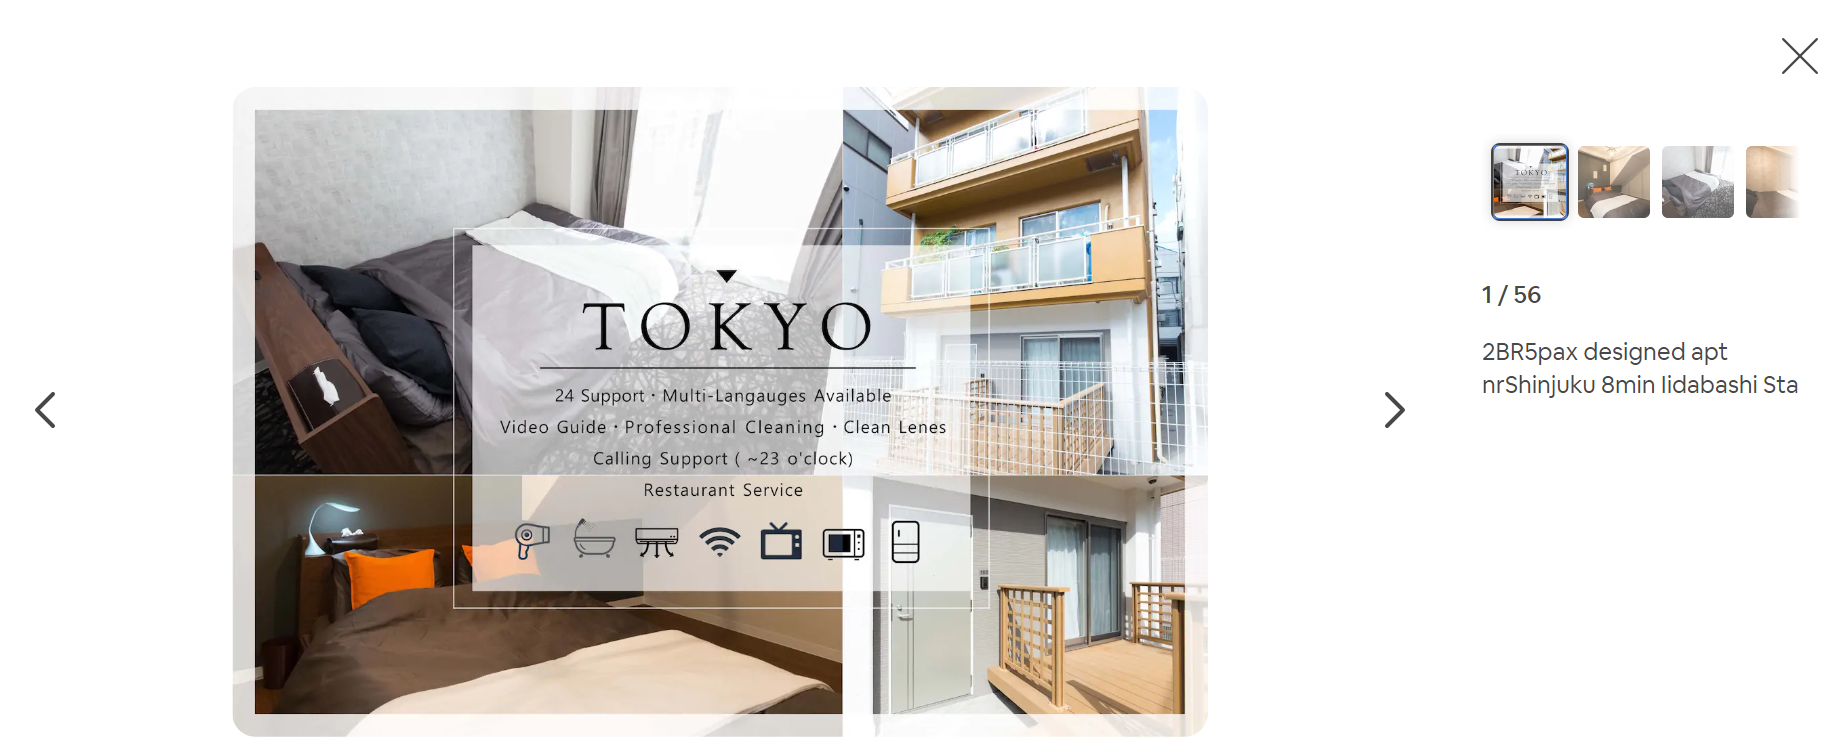 TOKYO
24 Support・Multi-Langauges Available
Video Guide・Professional Cleaning・Clean Lenes
Calling Support ( ~23 o'clock)
Restaurant Service
1 / 56
2BR5pax designed apt
nrShinjuku 8min Iidabashi Sta